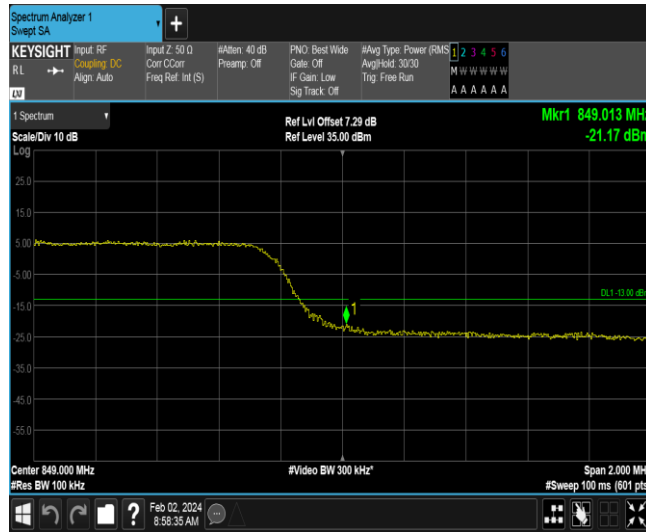 Spectrum Analyzer 1
Swept SA
+
KEYSIGHT Input: RF Input Z: 50 Ω #Atten: 40 dB PNO: Best Wide #Avg Type: Power (RMS 1 2 3 4 5 6
RL Coupling: DC Corr CCorr Preamp: Off Gate: Off Avg|Hold: 30/30 M W W W W W
Align: Auto Freq Ref: Int (S) IF Gain: Low Trig: Free Run
LXI Sig Track: Off A A A A A A
1 Spectrum Ref Lvl Offset 7.29 dB Mkr1 849.013 MHz
Scale/Div 10 dB Ref Level 35.00 dBm -21.17 dBm
Log
25.0
15.0
5.00
-5.00
DL1 -13.00 dBm
-15.0
1
-25.0
-35.0
-45.0
-55.0
Center 849.000 MHz #Video BW 300 kHz* Span 2.000 MH
#Res BW 100 kHz #Sweep 100 ms (601 pts
? Feb 02, 2024
8:58:35 AM